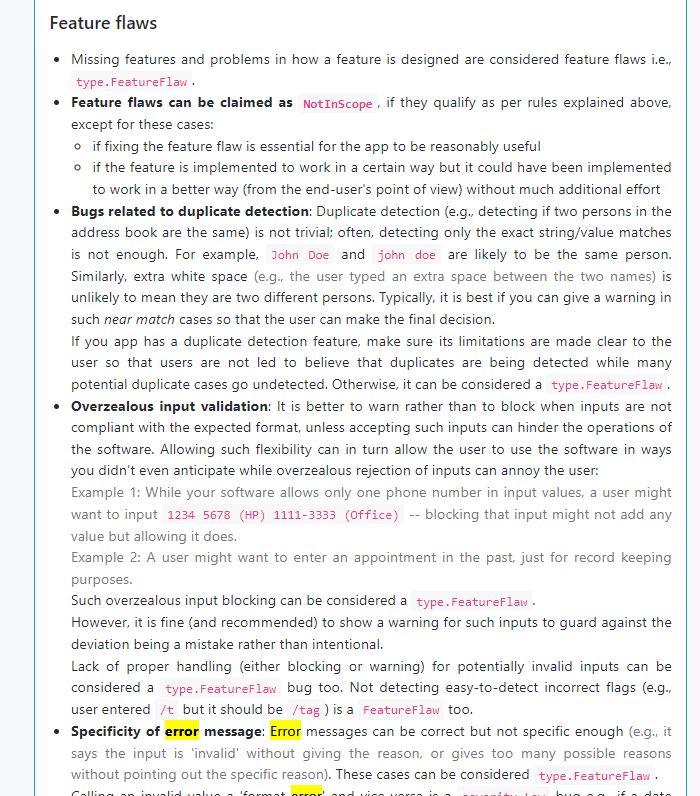 Feature flaws
Missing features and problems in how a feature is designed are considered feature flaws i.e.,
type.FeatureFlaw .
Feature flaws can be claimed as NotInScope , if they qualify as per rules explained above,
except for these cases:
if fixing the feature flaw is essential for the app to be reasonably useful
if the feature is implemented to work in a certain way but it could have been implemented
to work in a better way (from the end-user's point of view) without much additional effort
Bugs related to duplicate detection: Duplicate detection (e.g., detecting if two persons in the
address book are the same) is not trivial; often, detecting only the exact string/value matches
is not enough. For example, John Doe and john doe are likely to be the same person.
Similarly, extra white space (e.g., the user typed an extra space between the two names) is
unlikely to mean they are two different persons. Typically, it is best if you can give a warning in
such near match cases so that the user can make the final decision.
If you app has a duplicate detection feature, make sure its limitations are made clear to the
user so that users are not led to believe that duplicates are being detected while many
potential duplicate cases go undetected. Otherwise, it can be considered a type.FeatureFlaw .
Overzealous input validation: It is better to warn rather than to block when inputs are not
compliant with the expected format, unless accepting such inputs can hinder the operations of
the software. Allowing such flexibility can in turn allow the user to use the software in ways
you didn't even anticipate while overzealous rejection of inputs can annoy the user:
Example 1: While your software allows only one phone number in input values, a user might
want to input 1234 5678 (HP) 1111-3333 (Office) -- blocking that input might not add any
value but allowing it does.
Example 2: A user might want to enter an appointment in the past, just for record keeping
purposes.
Such overzealous input blocking can be considered a type.FeatureFlaw .
However, it is fine (and recommended) to show a warning for such inputs to guard against the
deviation being a mistake rather than intentional.
Lack of proper handling (either blocking or warning) for potentially invalid inputs can be
considered a type.FeatureFlaw bug too. Not detecting easy-to-detect incorrect flags (e.g.,
user entered /t but it should be /tag ) is a FeatureFlaw too.
Specificity of error message: Error messages can be correct but not specific enough (e.g., it
says the input is 'invalid' without giving the reason, or gives too many possible reasons
without pointing out the specific reason). These cases can be considered type.FeatureFlaw .
Calling an invalid value a 'format error' and vice versa is a severity.Low bug e.g., if a date